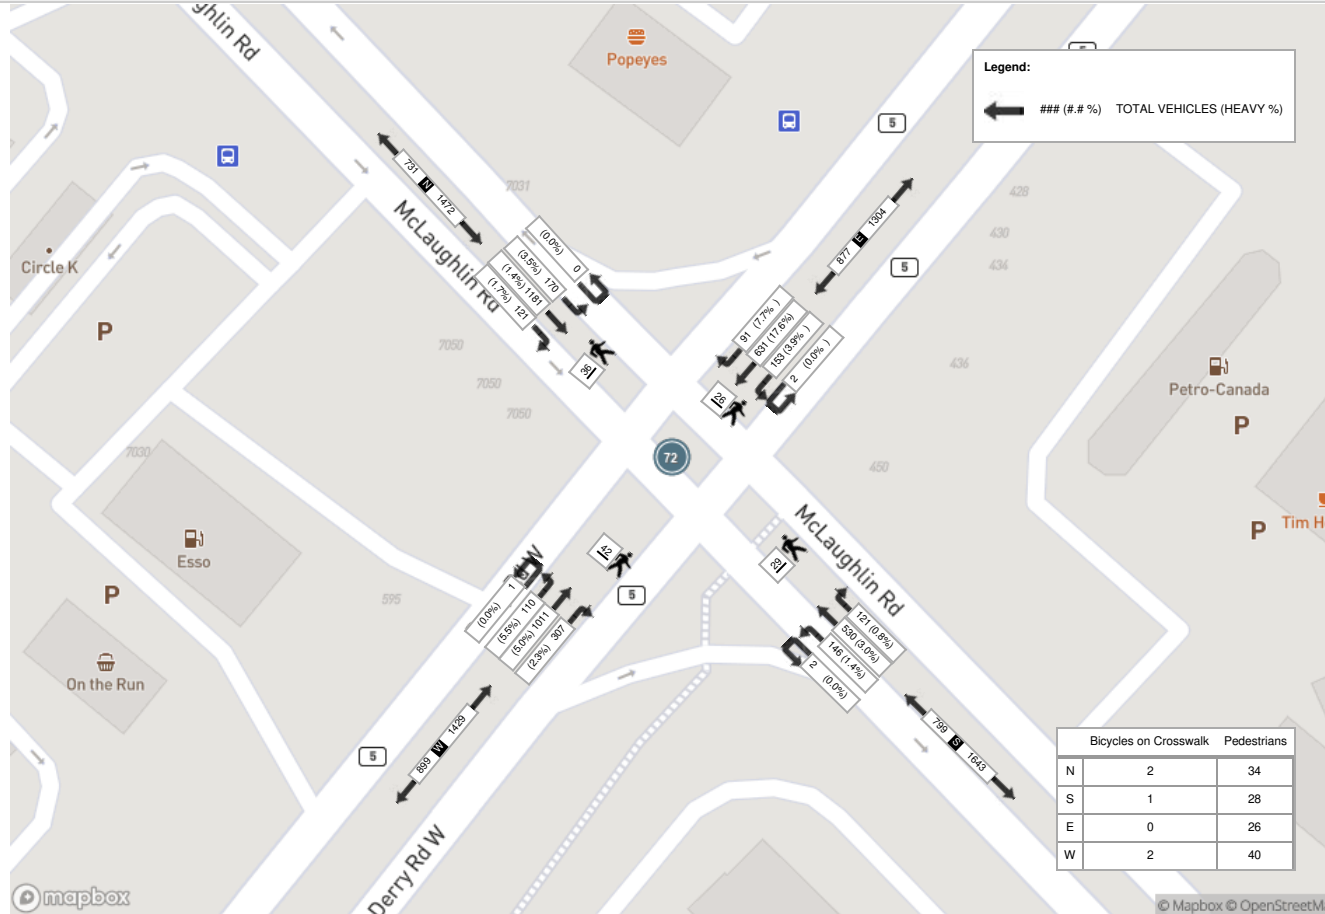 ghlin Rd
Popeyes
5
Legend:
### (#.# %) TOTAL VEHICLES (HEAVY %)
5
731 N 1472
7031
McLaughlin Rd
Circle K
P
428
430
434
877 E 1304
5
(0.0%) 0
(3.5%) 170
(1.4%) 1181
(1.7%) 121
36
7050
7050
7050
91 (7.7% )
631 (17.6%)
153 (3.9% )
2 (0.0% )
26
436
Petro-Canada
P
72
7030
450
Tim H
P
Esso
P
McLaughlin Rd
42
29
W
5
595
(0.0%) 1
(5.5%) 110
(5.0%) 1011
(2.3%) 307
121 (0.8%)
530 (3.0%)
146 (1.4%)
2 (0.0%)
On the Run
899 W 1429
5
799 S 1643
Bicycles on Crosswalk Pedestrians
N 2 34
S 1 28
E 0 26
W 2 40
Derry Rd W
mapbox
© Mapbox © OpenStreetM